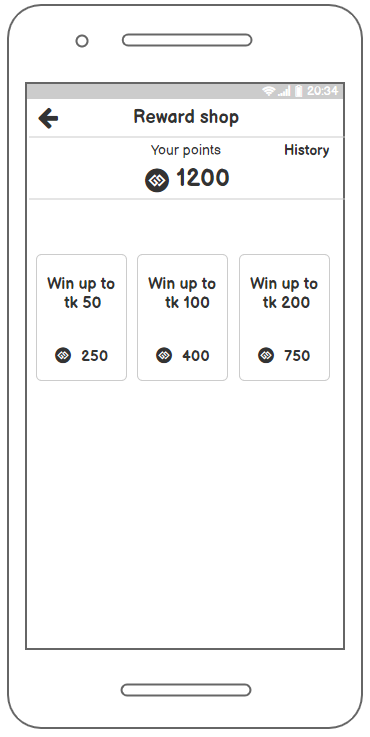 20:34
Reward shop
Your points
History
1200
Win up to
tk 50
250
Win up to
tk 100
400
Win up to
tk 200
750